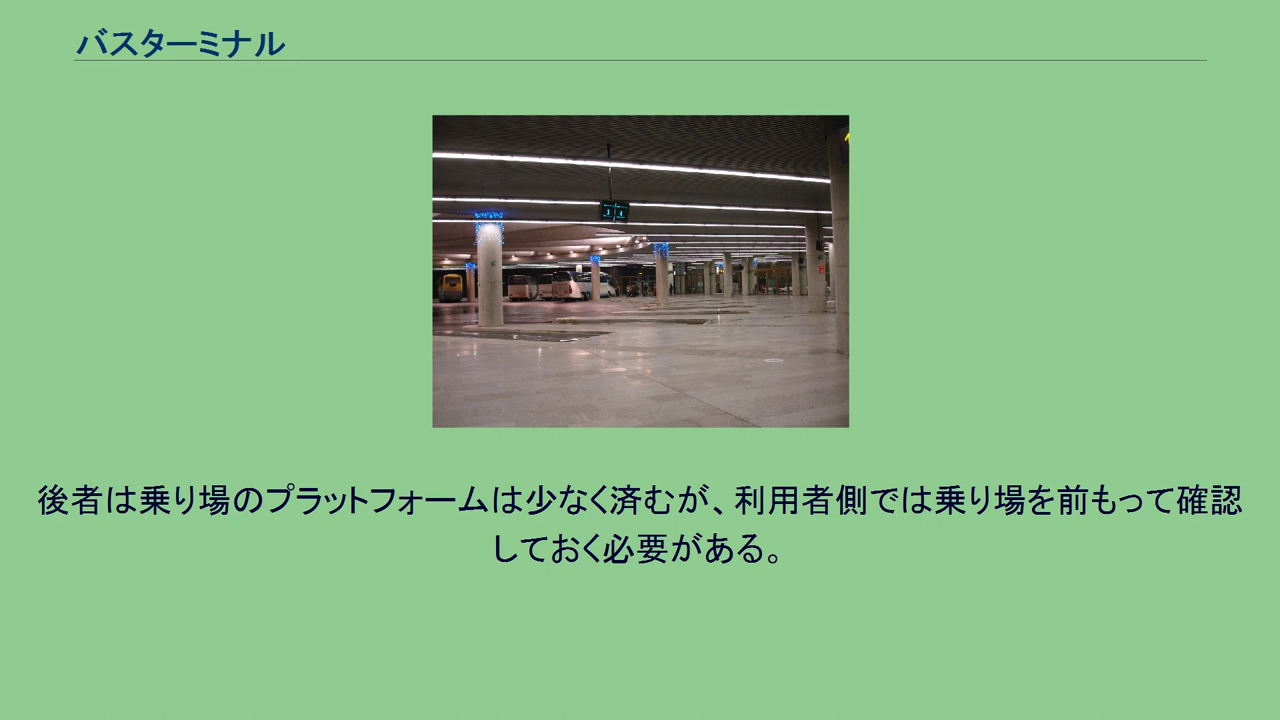 バスターミナル
3 4
後者は乗り場のプラットフォームは少なく済むが、利用者側では乗り場を前もって確認
しておく必要がある。